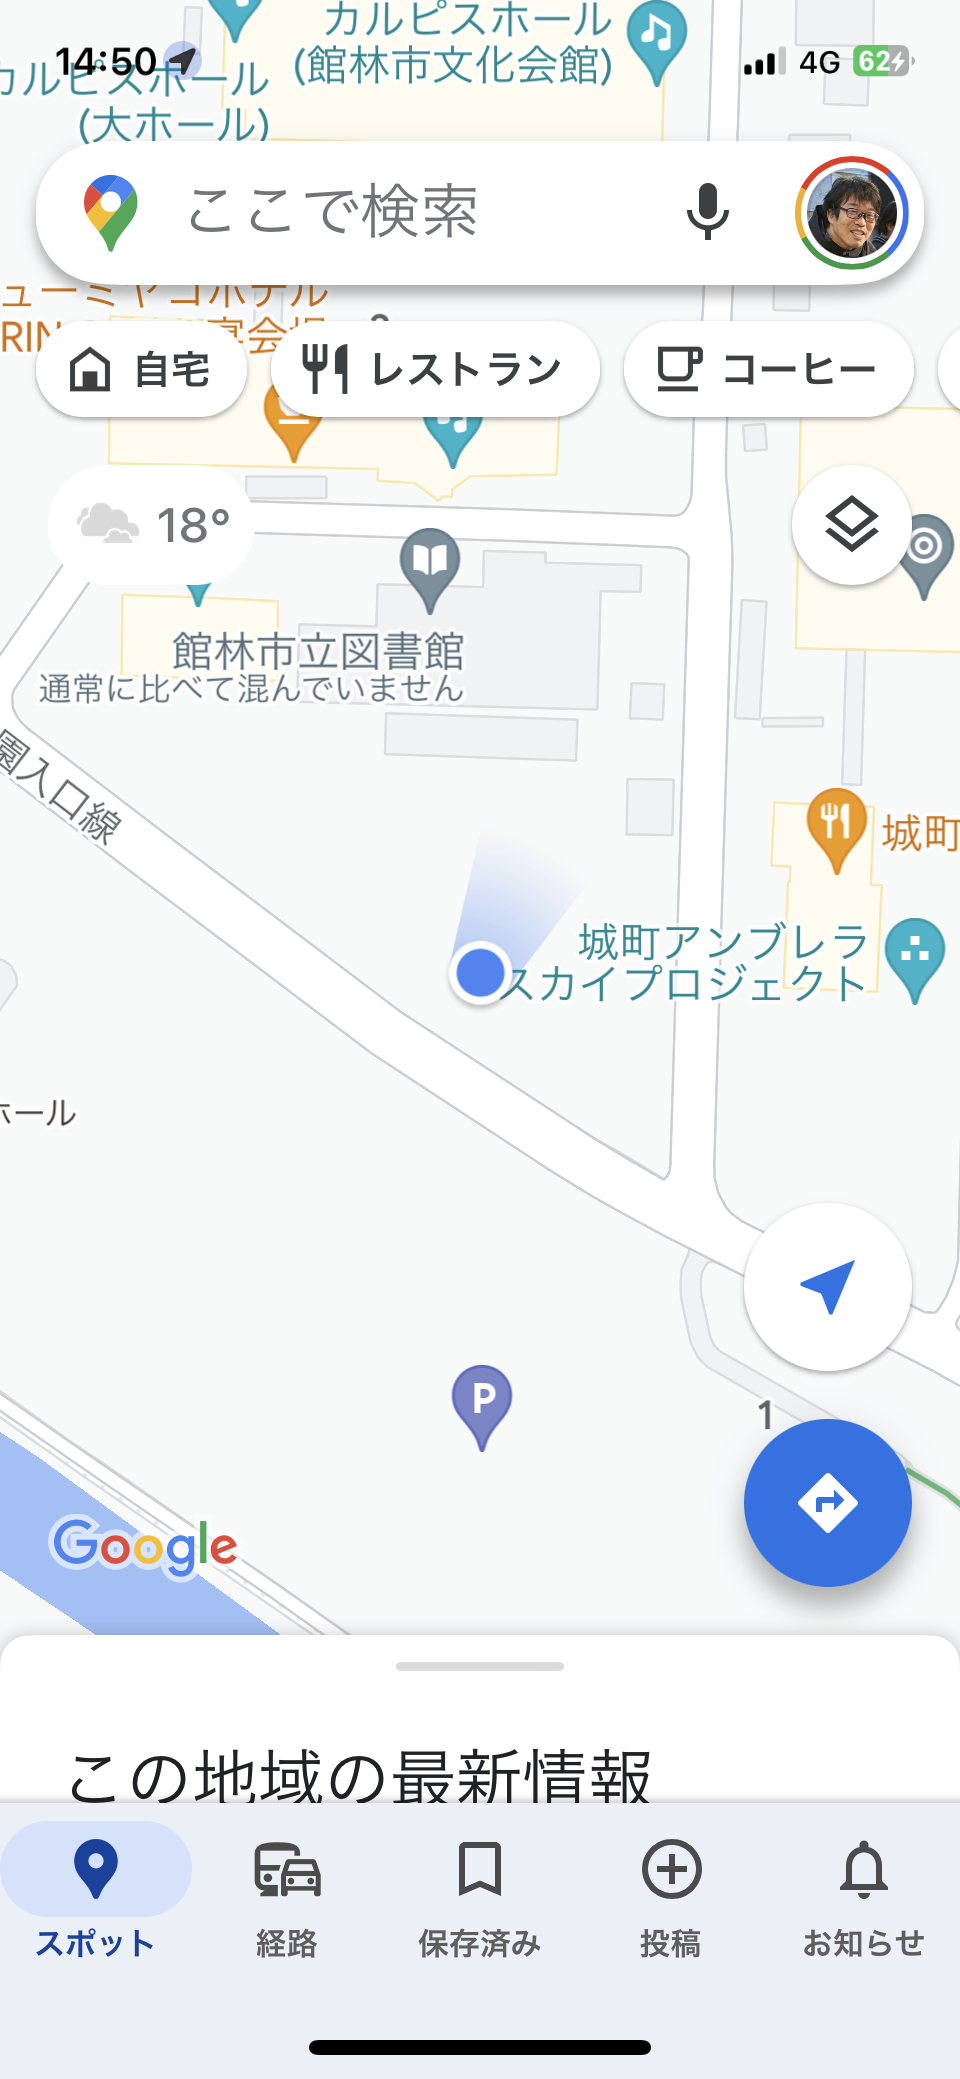 カルピスホール
(館林市文化会館)
14:50
4G
62
カルピスホール
(大ホール)
ここで検索
ューミヤコホテル
自宅
レストラン
コーヒー
18°
館林市立図書館
通常に比べて混んでいません
園入口線
城町
城町アンブレラ
スカイプロジェクト
ホール
P
1
Google
この地域の最新情報
スポット
経路
保存済み
投稿
お知らせ